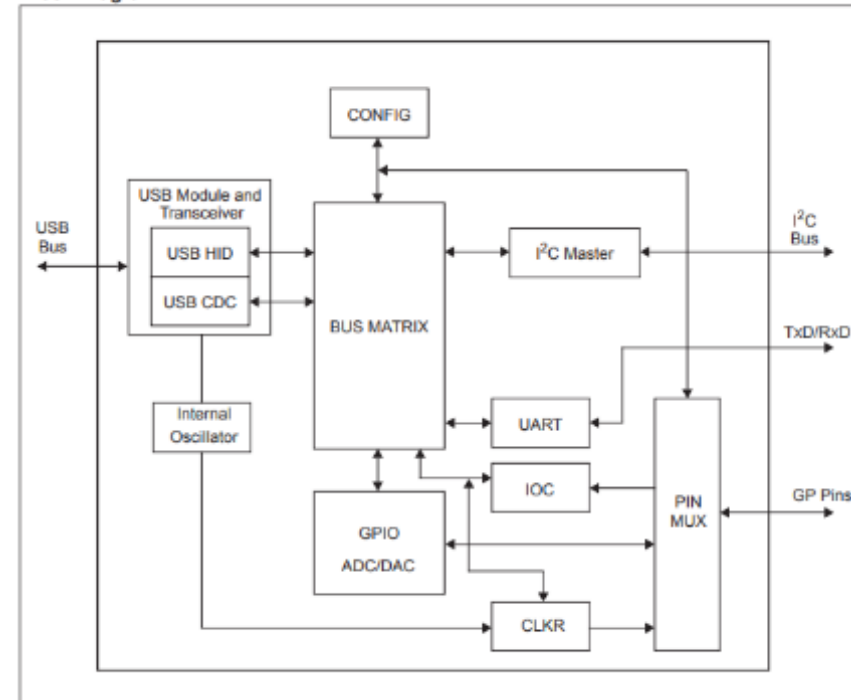 CONFIG
USB Module and
Transceiver
USB
Bus
USB HID
USB CDC
BUS MATRIX
I²C Master
I²C
Bus
TxD/RxD
Internal
Oscillator
UART
IOC
GPIO
ADC/DAC
PIN
MUX
GP Pins
CLKR